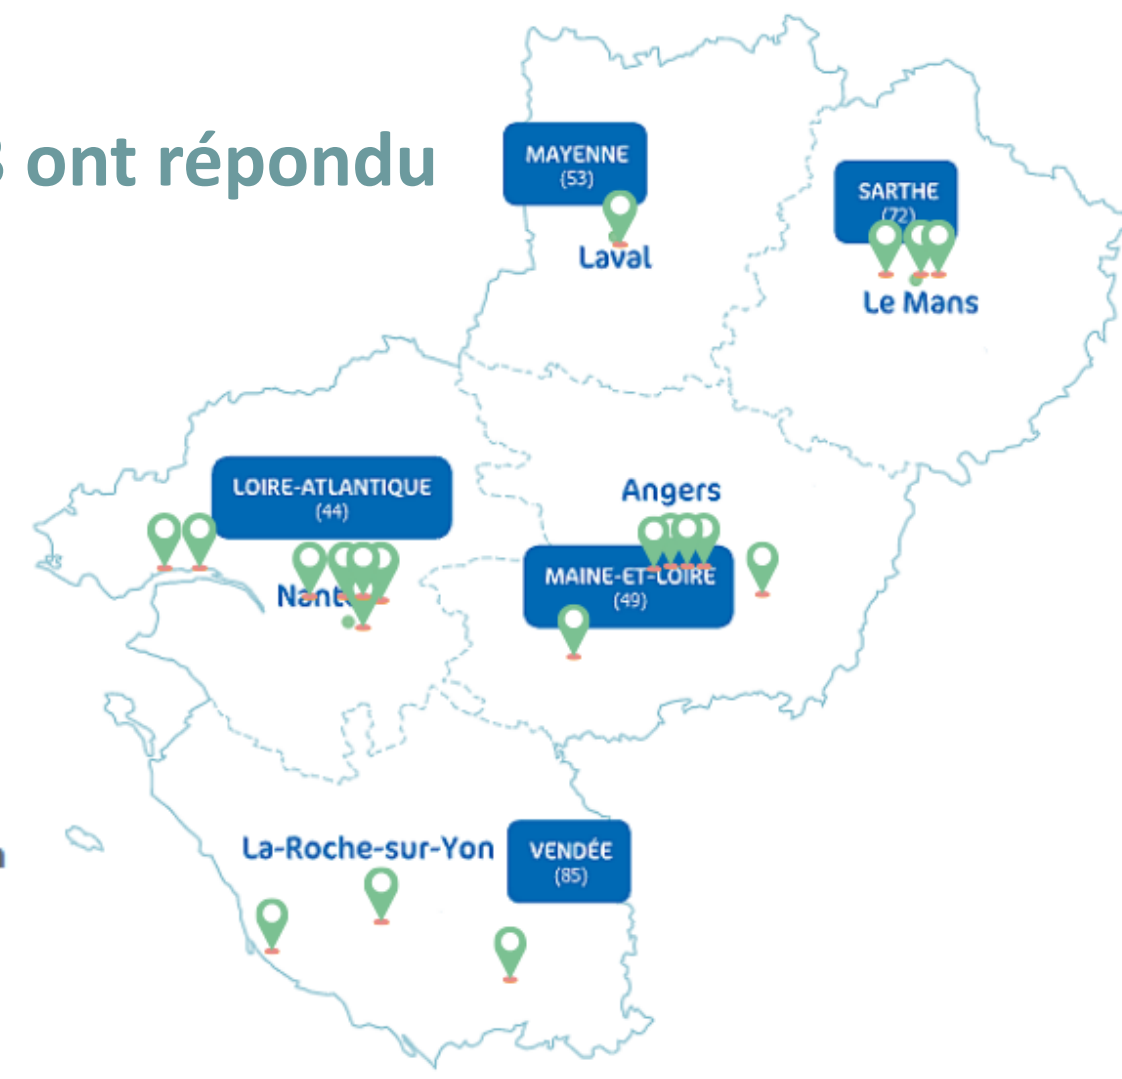 ont répondu
MAYENNE
(53)
SARTHE
(72)
Laval
Le Mans
LOIRE-ATLANTIQUE
(44)
Angers
MAINE-ET-LOIRE
(49)
Nant
La-Roche-sur-Yon
VENDÉE
(85)